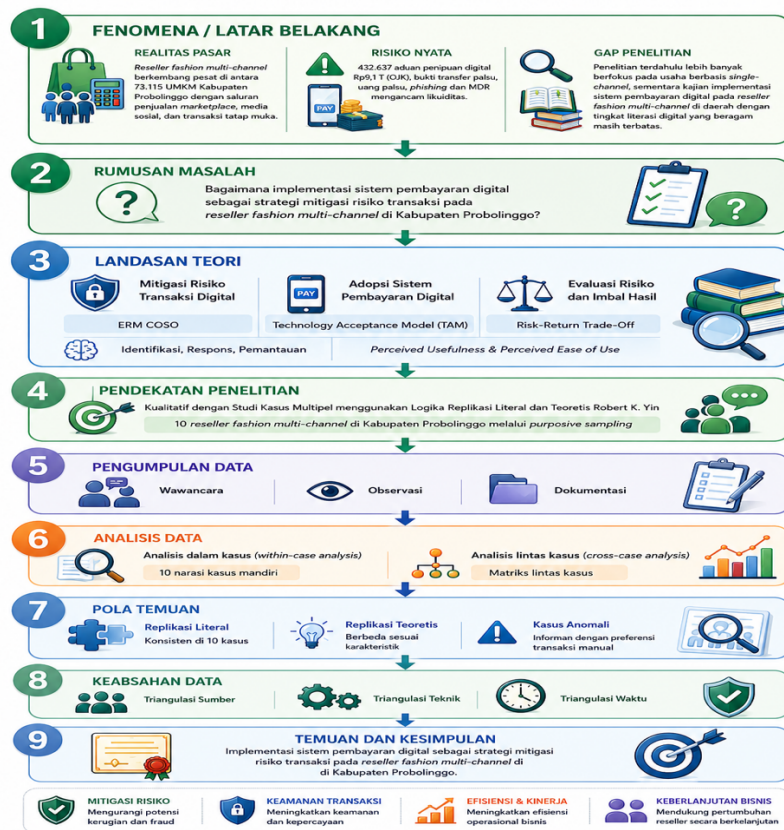 1 FENOMENA / LATAR BELAKANG
REALITAS PASAR
Reseller fashion multi-channel
berkembang pesat di antara
73.115 UMKM Kabupaten
Probolinggo dengan saluran
penjualan marketplace, media
sosial, dan transaksi tatap muka.
RISIKO NYATA
432.637 aduan penipuan digital
Rp9,1 T (OJK), bukti transfer palsu,
uang palsu, phishing dan MDR
mengancam likuiditas.
PAY
GAP PENELITIAN
Penelitian terdahulu lebih banyak
berfokus pada usaha berbasis single-
channel, sementara kajian implementasi
sistem pembayaran digital pada reseller
fashion multi-channel di daerah dengan
tingkat literasi digital yang beragam
masih terbatas.
2 RUMUSAN MASALAH
?
Bagaimana implementasi sistem pembayaran digital
sebagai strategi mitigasi risiko transaksi pada
reseller fashion multi-channel di Kabupaten Probolinggo?
?
3 LANDASAN TEORI
Mitigasi Risiko
Transaksi Digital
ERM COSO
PAY
Adopsi Sistem
Pembayaran Digital
Technology Acceptance Model (TAM)
Evaluasi Risiko
dan Imbal Hasil
Risk-Return Trade-Off
Identifikasi, Respons, Pemantauan
Perceived Usefulness & Perceived Ease of Use
4 PENDEKATAN PENELITIAN
Kualitatif dengan Studi Kasus Multipel menggunakan Logika Replikasi Literal dan Teoretis Robert K. Yin
10 reseller fashion multi-channel di Kabupaten Probolinggo melalui purposive sampling
5 PENGUMPULAN DATA
Wawancara
Observasi
Dokumentasi
6 ANALISIS DATA
Analisis dalam kasus (within-case analysis)
10 narasi kasus mandiri
Analisis lintas kasus (cross-case analysis)
Matriks lintas kasus
7 POLA TEMUAN
Replikasi Literal
Konsisten di 10 kasus
Replikasi Teoretis
Berbeda sesuai
karakteristik
Kasus Anomali
Informan dengan preferensi
transaksi manual
8 KEABSAHAN DATA
Triangulasi Sumber
Triangulasi Teknik
Triangulasi Waktu
9 TEMUAN DAN KESIMPULAN
Implementasi sistem pembayaran digital sebagai strategi mitigasi
risiko transaksi pada reseller fashion multi-channel di
di Kabupaten Probolinggo.
MITIGASI RISIKO
Mengurangi potensi
kerugian dan fraud
KEAMANAN TRANSAKSI
Meningkatkan keamanan
dan kepercayaan
EFISIENSI & KINERJA
Meningkatkan efisiensi
operasional bisnis
KEBERLANJUTAN BISNIS
Mendukung pertumbuhan
reseller secara berkelanjutan